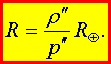 R = ρ″ / p″ R⊕.